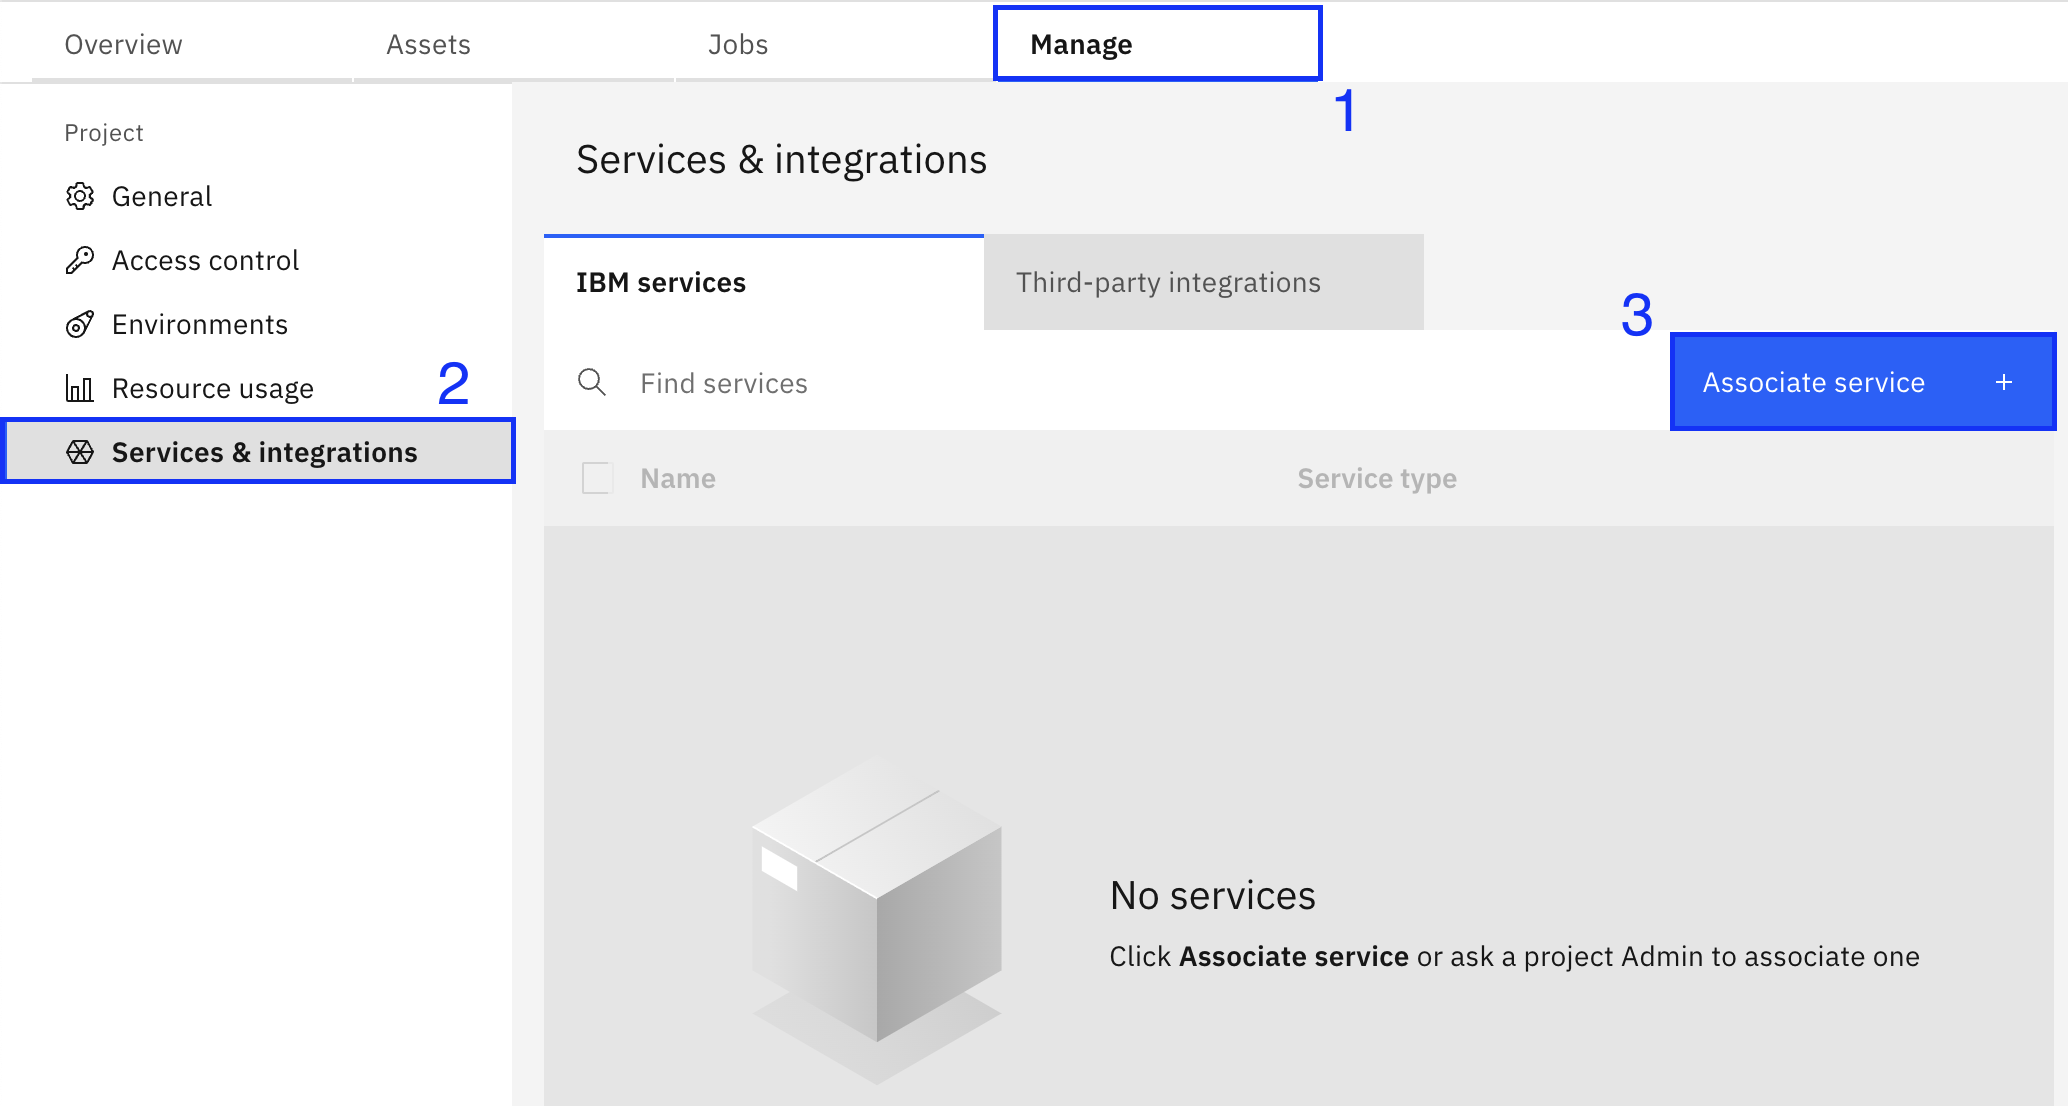 Overview
Assets
Jobs
Manage
1
Project
General
Access control
Environments
Resource usage
2
Services & integrations
Services & integrations
IBM services
Third-party integrations
3
Find services
Associate service +
Name
Service type
No services
Click Associate service or ask a project Admin to associate one